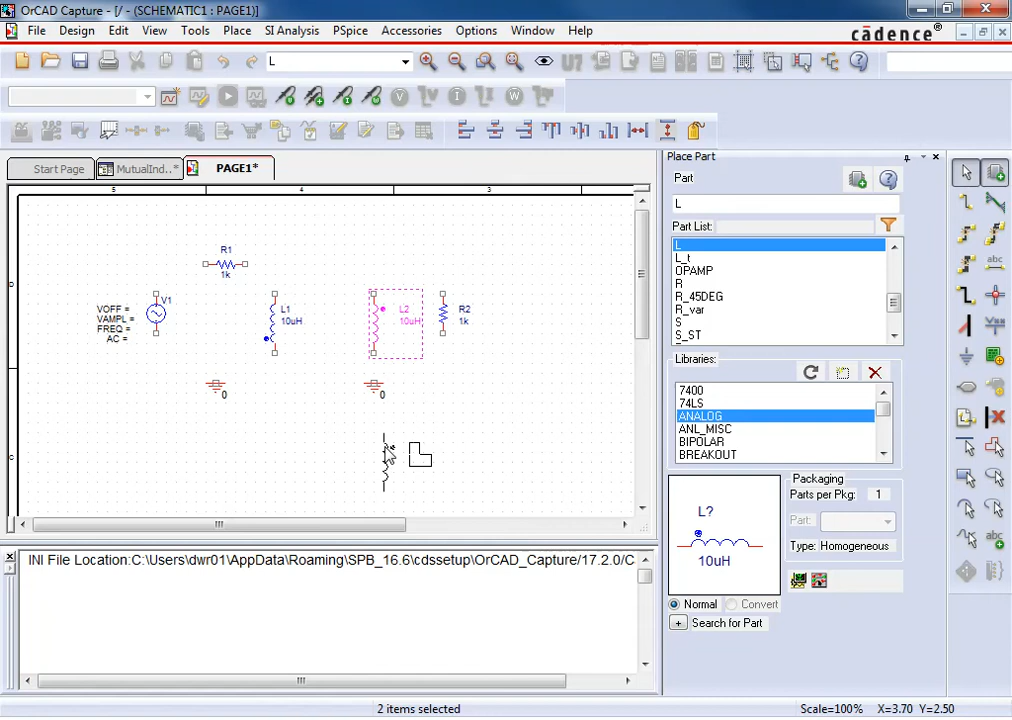 OrCAD Capture - [/ - (SCHEMATIC1 : PAGE1)]
File Design Edit View Tools Place SI Analysis PSpice Accessories Options Window Help
cādence®
L
U?
V
I
W
Start Page
MutualInd..*
PAGE1*
5 4 3
D
C
R1
1k
VOFF =
VAMPL =
FREQ =
AC =
V1
L1
10uH
L2
10uH
R2
1k
0
0
Place Part
Part
L
Part List:
L
L_t
OPAMP
R
R_45DEG
R_var
S
S_ST
Libraries:
7400
74LS
ANALOG
ANL_MISC
BIPOLAR
BREAKOUT
L?
10uH
Packaging
Parts per Pkg: 1
Part:
Type: Homogeneous
Normal Convert
Search for Part
abc
abc
INI File Location:C:\Users\dwr01\AppData\Roaming\SPB_16.6\cdssetup\OrCAD_Capture/17.2.0/C
2 items selected
Scale=100% X=3.70 Y=2.50